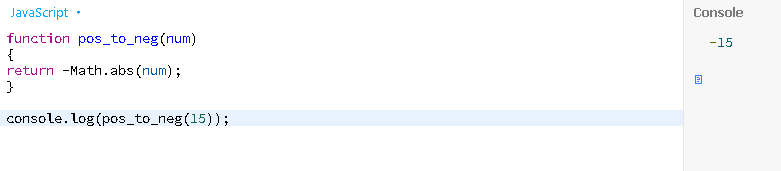 JavaScript
function pos_to_neg(num)
{
return -Math.abs(num);
}
console.log(pos_to_neg(15));
Console
-15